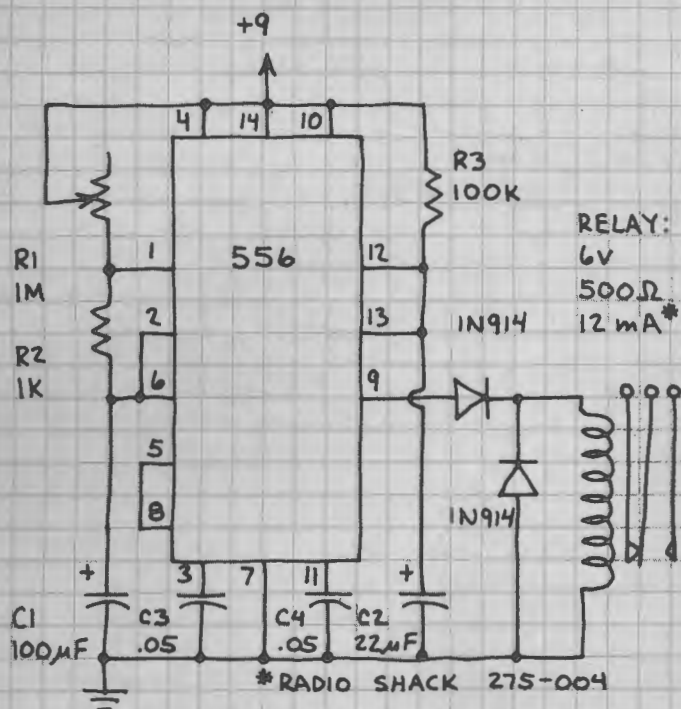 +9
4 14 10
R3
100K
RELAY:
6V
500Ω
12 mA*
R1
1M
1
556
12
2
13
1N914
R2
1K
6
9
5
8
1N914
+
3 7 11
+
C1
100µF
C3
.05
C4
.05
C2
22µF
*RADIO SHACK 275-004